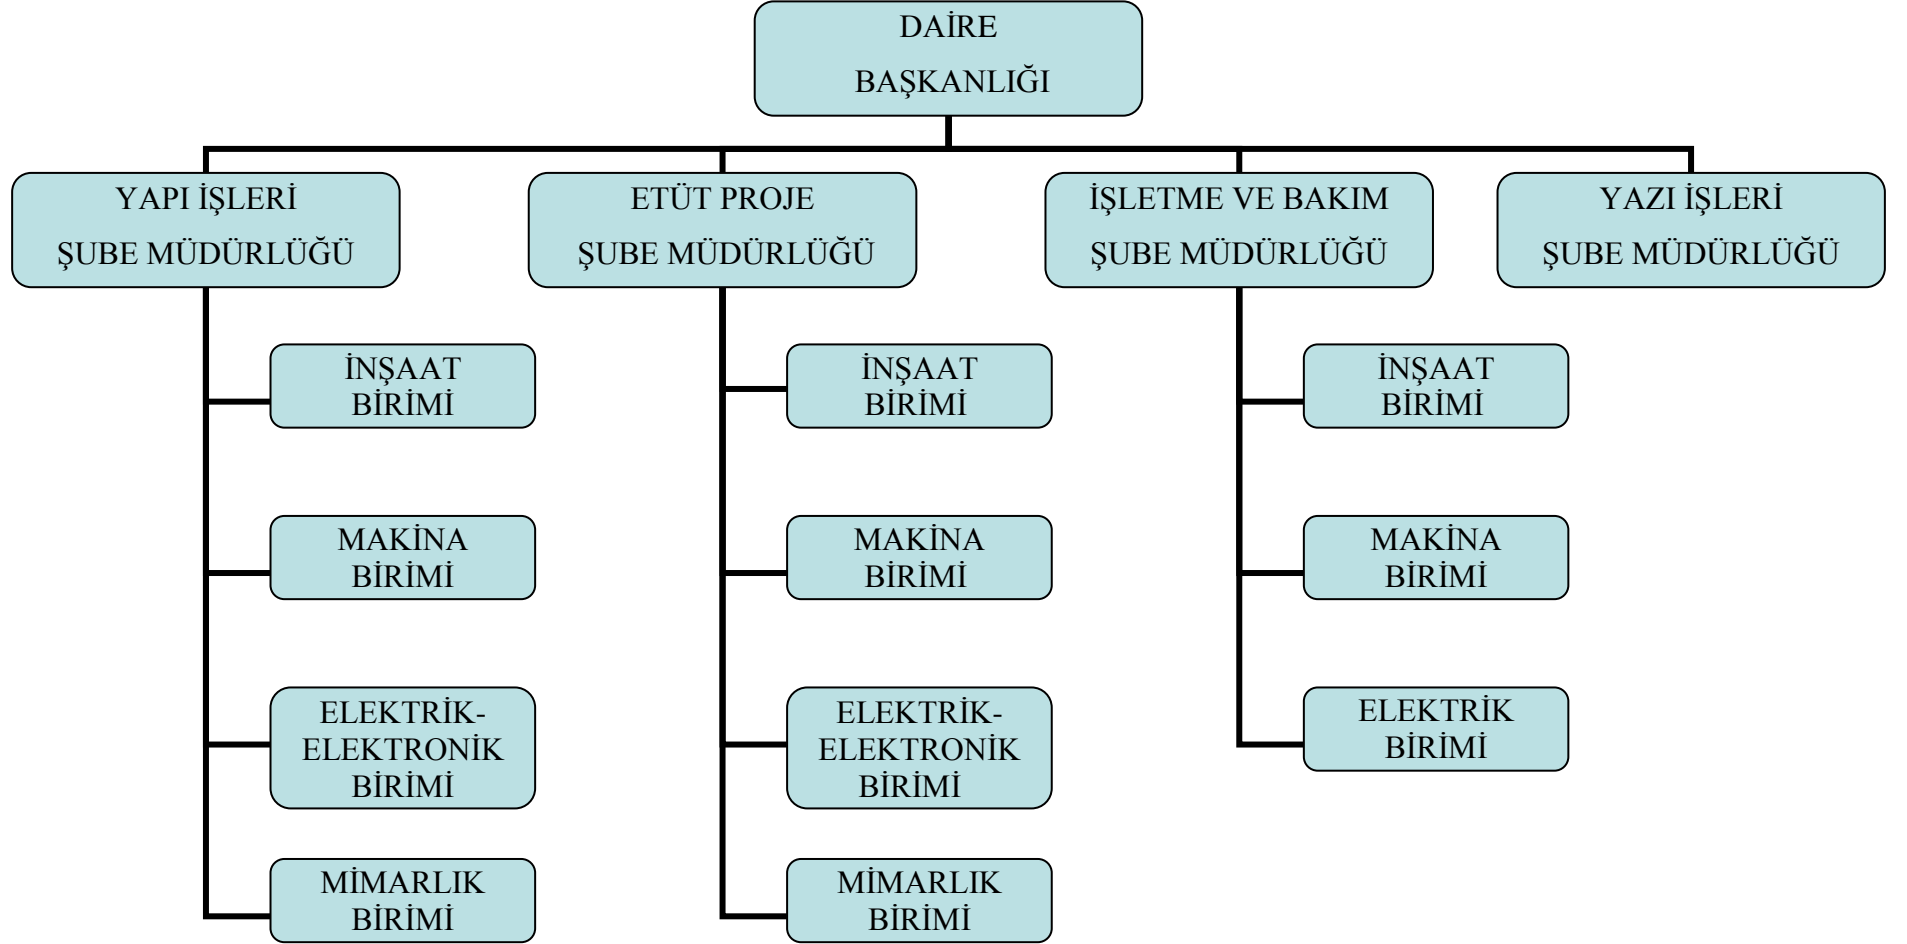 DAİRE
BAŞKANLIĞI
YAPI İŞLERİ
ŞUBE MÜDÜRLÜĞÜ
ETÜT PROJE
ŞUBE MÜDÜRLÜĞÜ
İŞLETME VE BAKIM
ŞUBE MÜDÜRLÜĞÜ
YAZI İŞLERİ
ŞUBE MÜDÜRLÜĞÜ
İNŞAAT
BİRİMİ
MAKİNA
BİRİMİ
ELEKTRİK-
ELEKTRONİK
BİRİMİ
MİMARLIK
BİRİMİ
İNŞAAT
BİRİMİ
MAKİNA
BİRİMİ
ELEKTRİK-
ELEKTRONİK
BİRİMİ
MİMARLIK
BİRİMİ
İNŞAAT
BİRİMİ
MAKİNA
BİRİMİ
ELEKTRİK
BİRİMİ